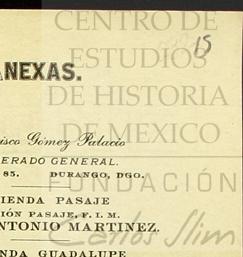 CENTRO DE
ESTUDIOS
15
ANEXAS.
DE HISTORIA
DE MEXICO
isco Gómez Palacio
ERADO GENERAL.
85. DURANGO, DGO.
FUNDACIÓN
IENDA PASAJE
IÓN PASAJE, F. I. M.
NTONIO MARTINEZ.
Carlos Slim
NDA GUADALUPE